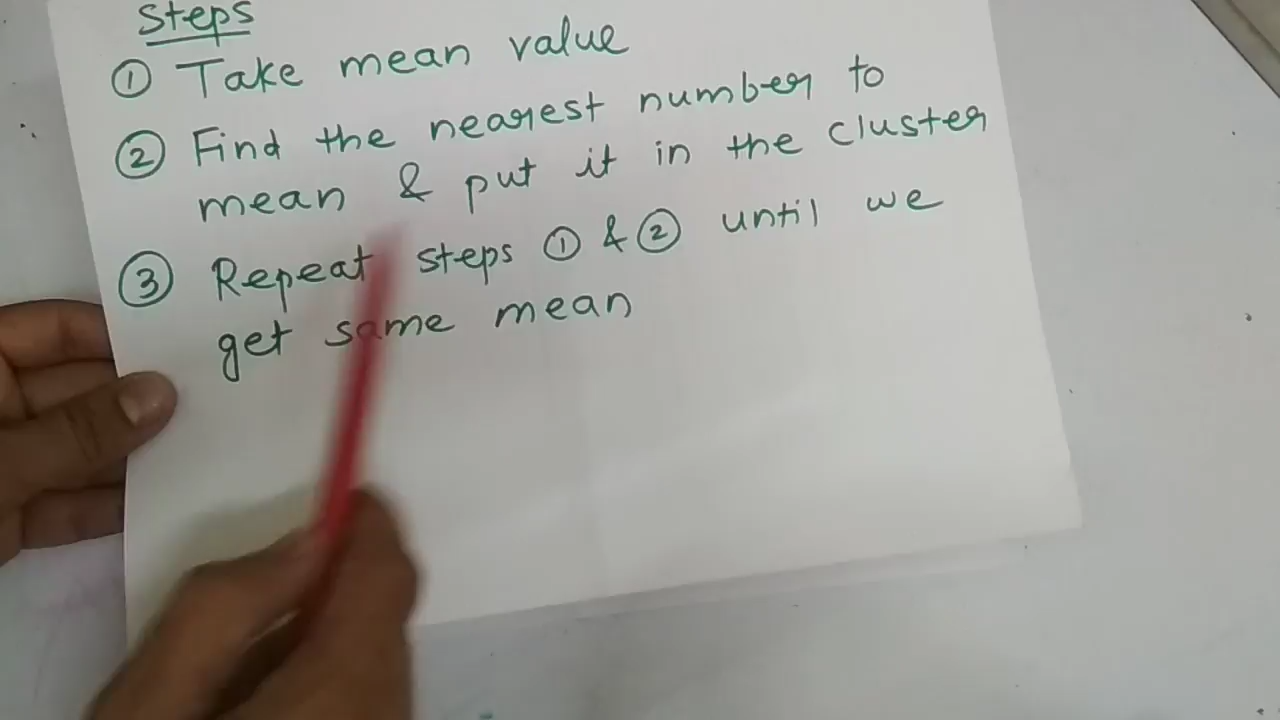 Steps
① Take mean value
② Find the nearest number to
mean & put it in the cluster
③ Repeat steps ① & ② until we
get same mean